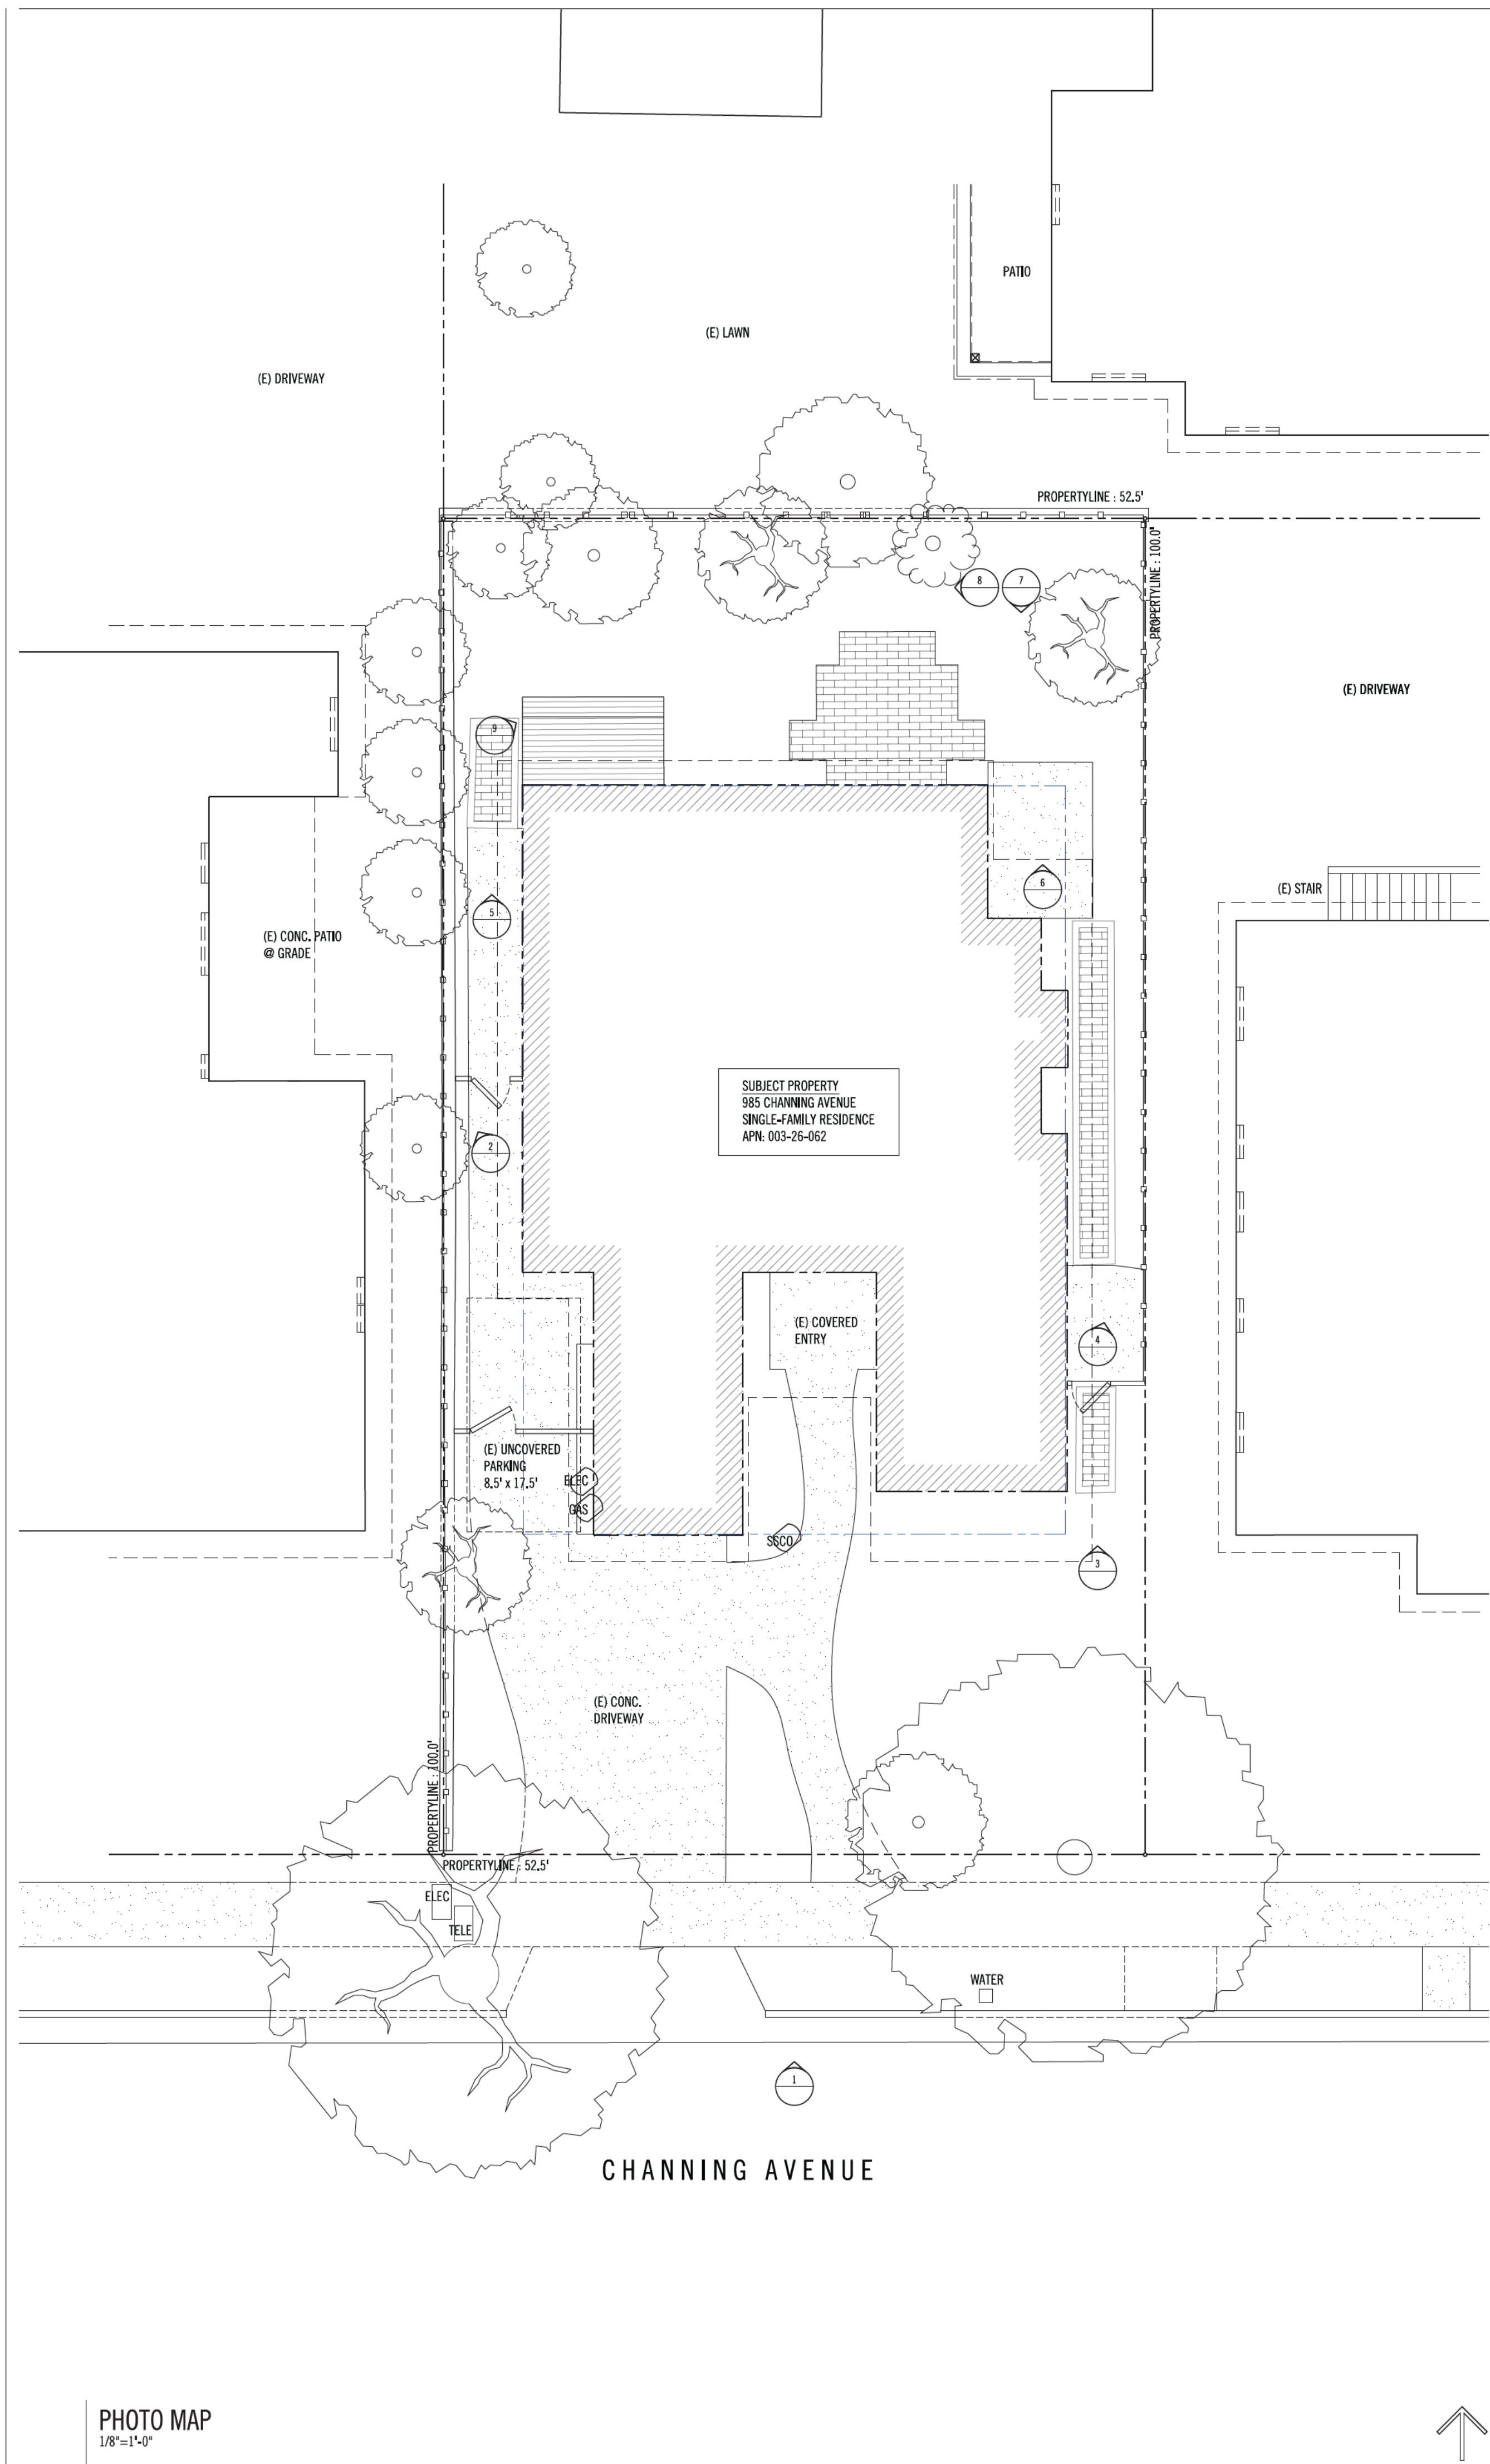 PATIO
(E) LAWN
(E) DRIVEWAY
PROPERTYLINE : 52.5'
PROPERTYLINE : 100.0'
8
7
(E) DRIVEWAY
9
6
(E) STAIR
5
(E) CONC. PATIO
@ GRADE
SUBJECT PROPERTY
985 CHANNING AVENUE
SINGLE-FAMILY RESIDENCE
APN: 003-26-062
2
(E) COVERED
ENTRY
4
(E) UNCOVERED
PARKING
8.5' x 17.5'
ELEC
GAS
SSCO
3
(E) CONC.
DRIVEWAY
PROPERTYLINE : 100.0'
PROPERTYLINE : 52.5'
ELEC
TELE
WATER
1
CHANNING AVENUE
PHOTO MAP
1/8"=1'-0"